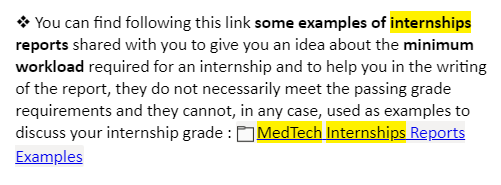 ❖ You can find following this link some examples of internships
reports shared with you to give you an idea about the minimum
workload required for an internship and to help you in the writing
of the report, they do not necessarily meet the passing grade
requirements and they cannot, in any case, used as examples to
discuss your internship grade : MedTech Internships Reports
Examples